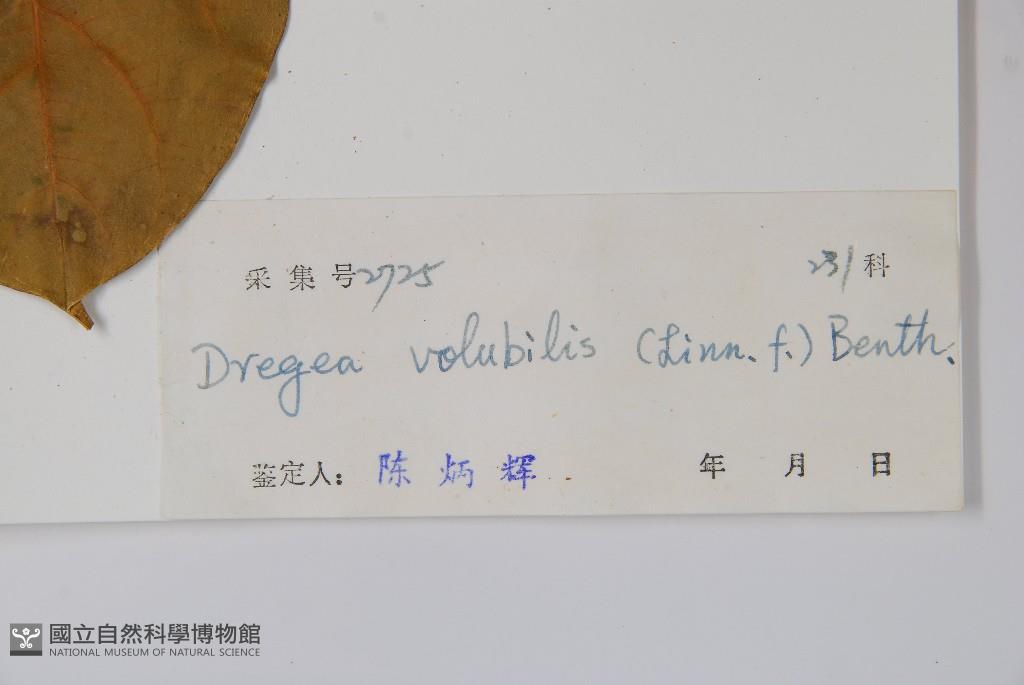 采集号2725 231科
Dregea volubilis (Linn. f.) Benth.
鉴定人: 陈炳辉 年 月 日
國立自然科學博物館
NATIONAL MUSEUM OF NATURAL SCIENCE